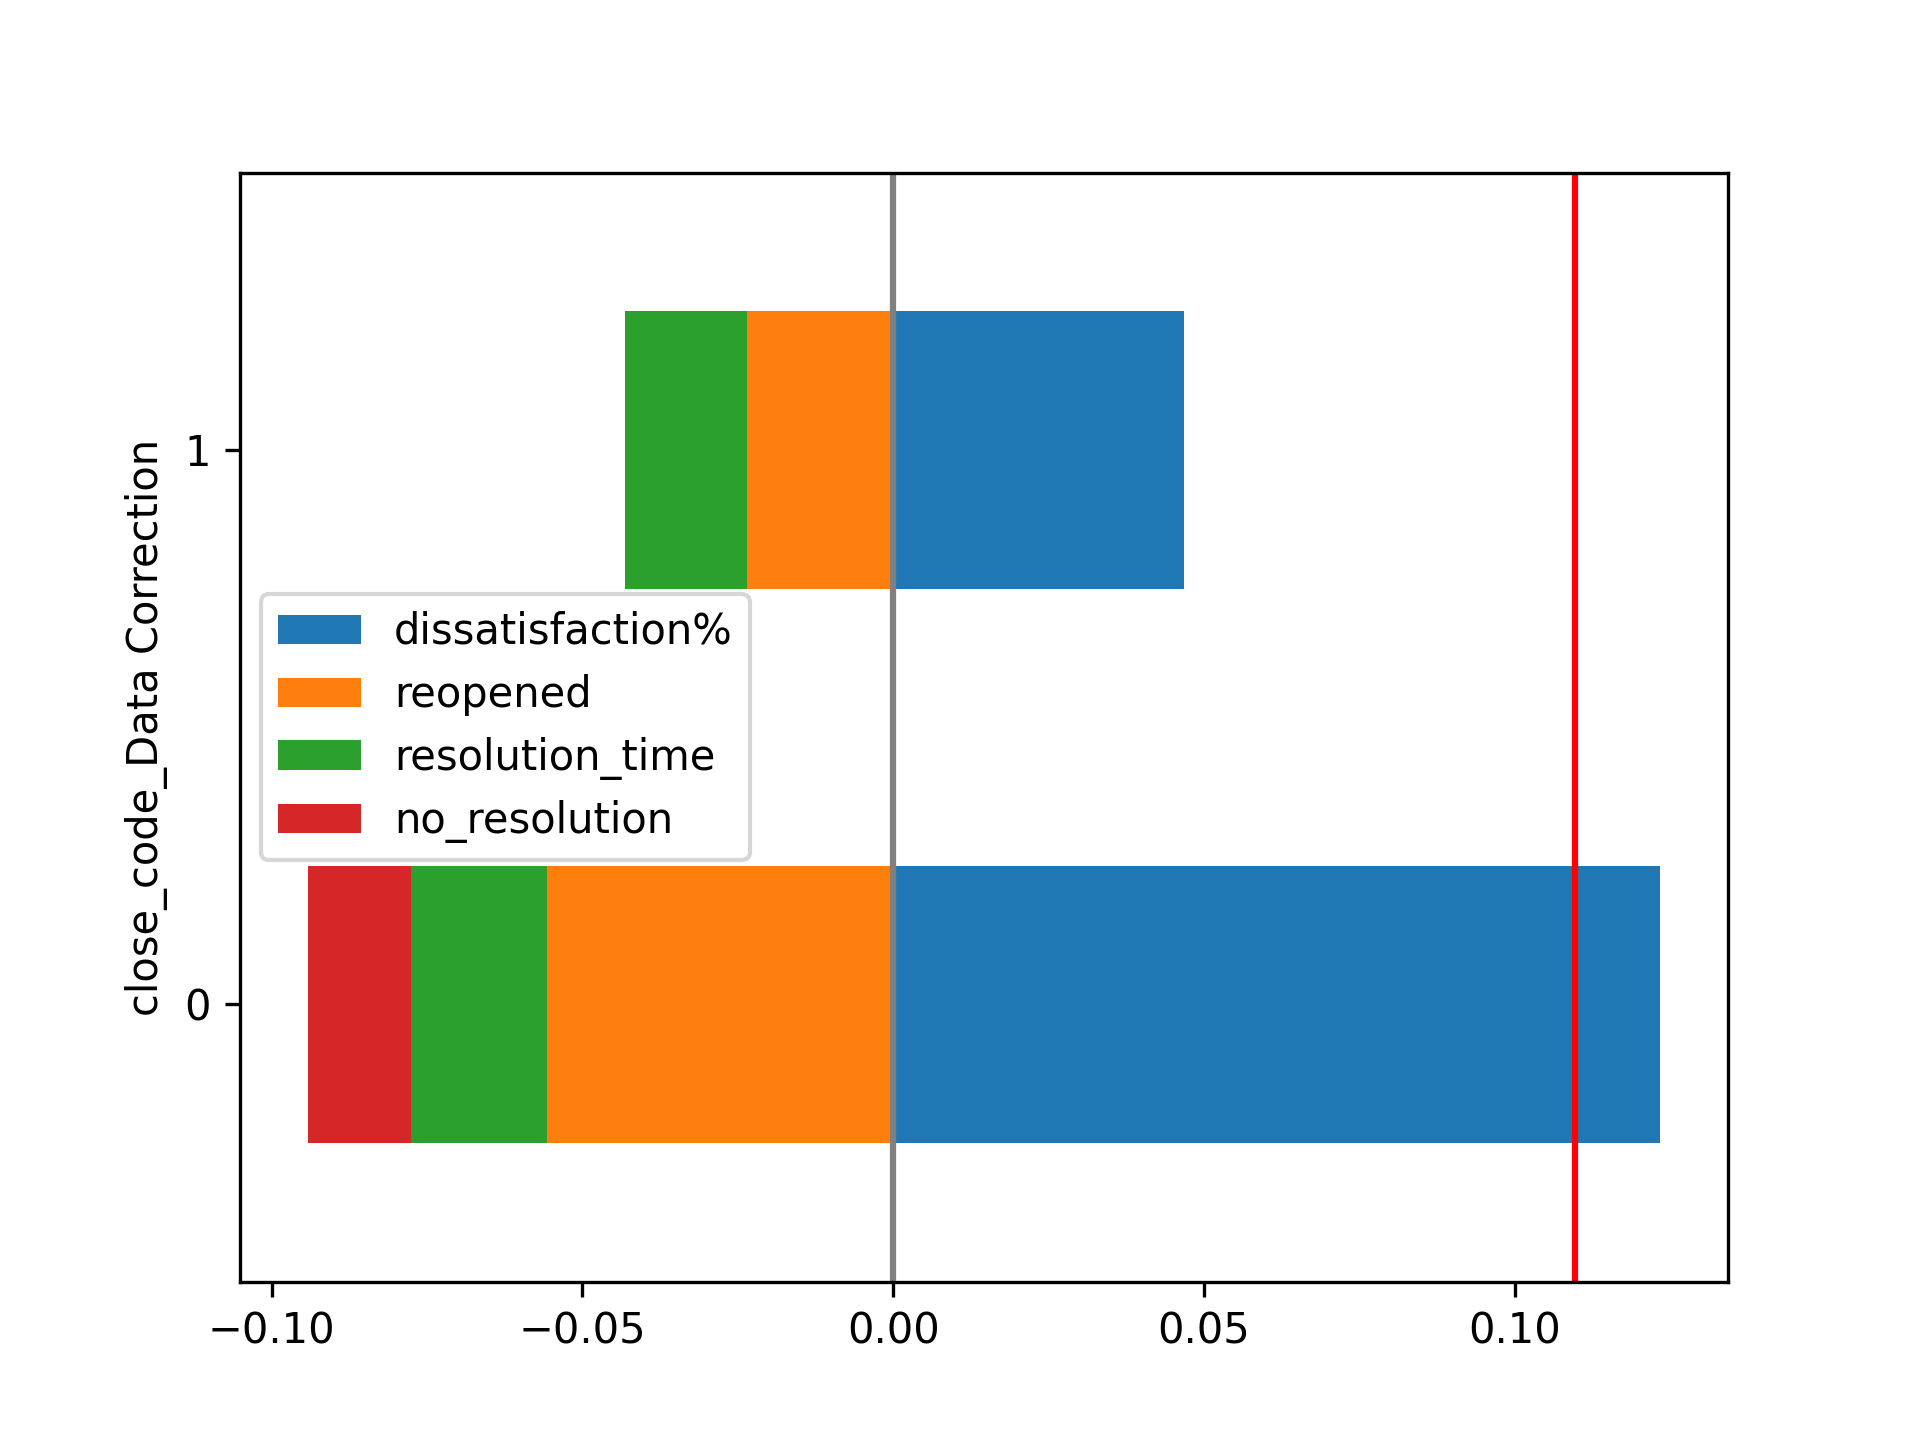 close_code_Data Correction
1
0
dissatisfaction%
reopened
resolution_time
no_resolution
−0.10 −0.05 0.00 0.05 0.10